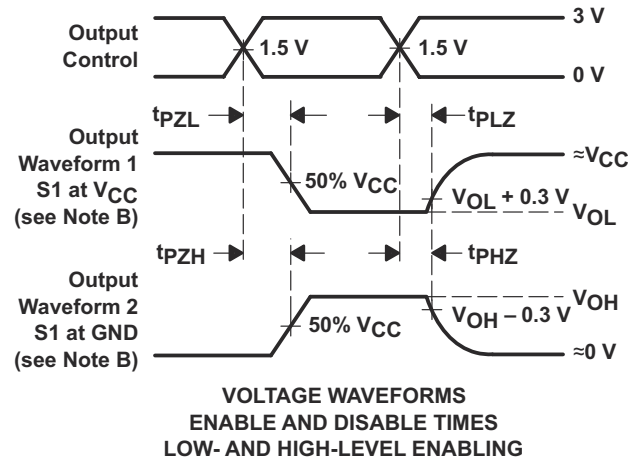 Output
Control
1.5 V
1.5 V
3 V
0 V
tPZL
tPLZ
Output
Waveform 1
S1 at VCC
(see Note B)
50% VCC
≈VCC
VOL + 0.3 V
VOL
tPZH
tPHZ
Output
Waveform 2
S1 at GND
(see Note B)
50% VCC
VOH
VOH – 0.3 V
≈0 V
VOLTAGE WAVEFORMS
ENABLE AND DISABLE TIMES
LOW- AND HIGH-LEVEL ENABLING